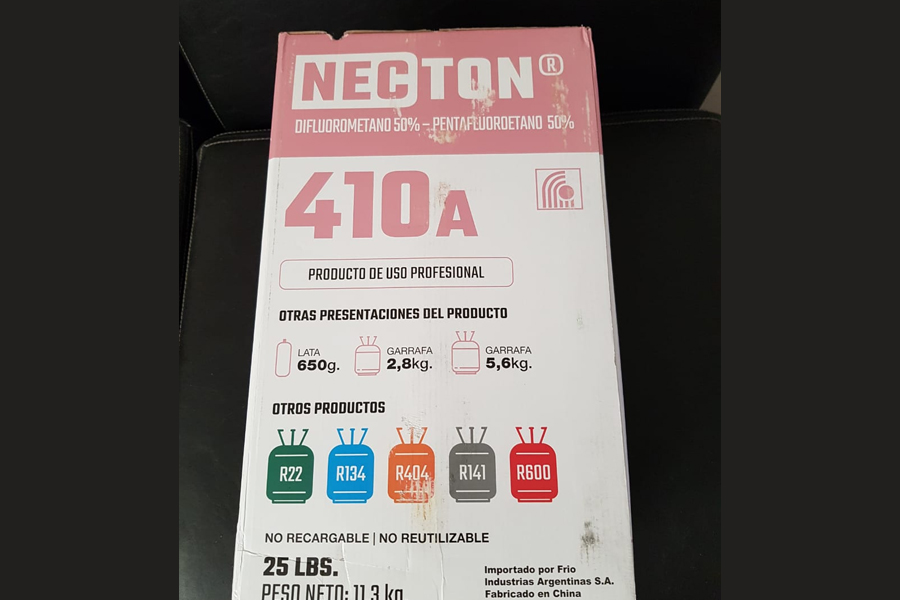 NECTON®
DIFLUOROMETANO 50% – PENTAFLUOROETANO 50%
410A
PRODUCTO DE USO PROFESIONAL
OTRAS PRESENTACIONES DEL PRODUCTO
LATA
650g.
GARRAFA
2,8kg.
GARRAFA
5,6kg.
OTROS PRODUCTOS
R22
R134
R404
R141
R600
NO RECARGABLE | NO REUTILIZABLE
25 LBS.
PESO NETO: 11,3 kg
Importado por Frio
Industrias Argentinas S.A.
Fabricado en China